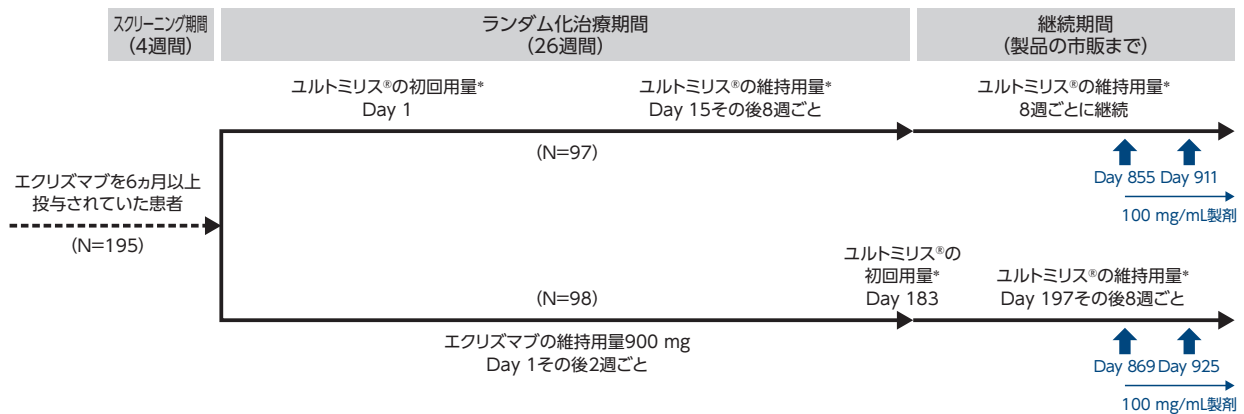 スクリーニング期間
(4週間)
ランダム化治療期間
(26週間)
継続期間
(製品の市販まで)
ユルトミリス®の初回用量*
Day 1
ユルトミリス®の維持用量*
Day 15その後8週ごと
ユルトミリス®の維持用量*
8週ごとに継続
(N=97)
Day 855 Day 911
100 mg/mL製剤
エクリズマブを6ヵ月以上
投与されていた患者
(N=195)
(N=98)
エクリズマブの維持用量900 mg
Day 1その後2週ごと
ユルトミリス®の
初回用量*
Day 183
ユルトミリス®の維持用量*
Day 197その後8週ごと
Day 869 Day 925
100 mg/mL製剤